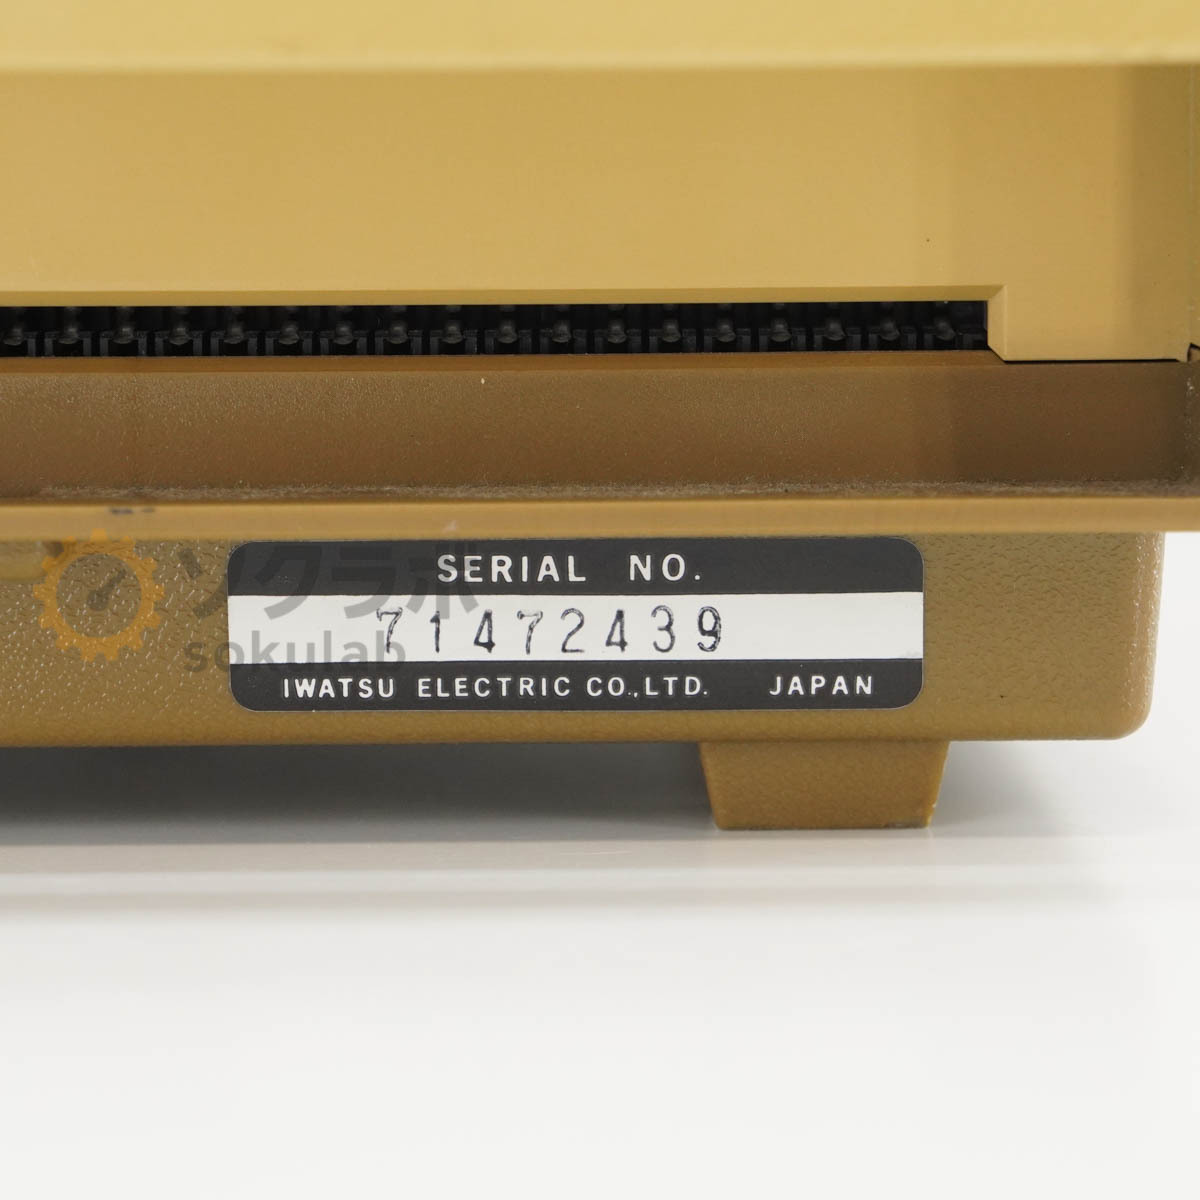 SERIAL NO.
71472439
IWATSU ELECTRIC CO.,LTD. JAPAN
ソクラボ
sokulab